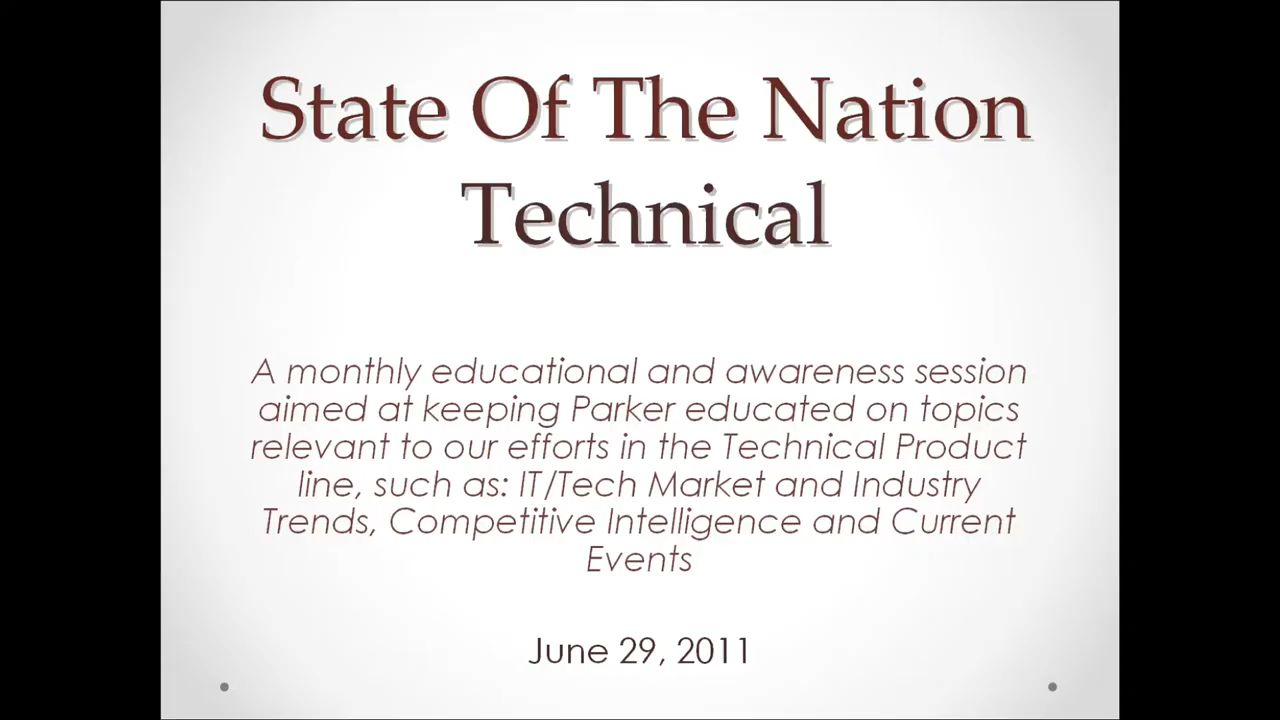 State Of The Nation
Technical
A monthly educational and awareness session
aimed at keeping Parker educated on topics
relevant to our efforts in the Technical Product
line, such as: IT/Tech Market and Industry
Trends, Competitive Intelligence and Current
Events
June 29, 2011